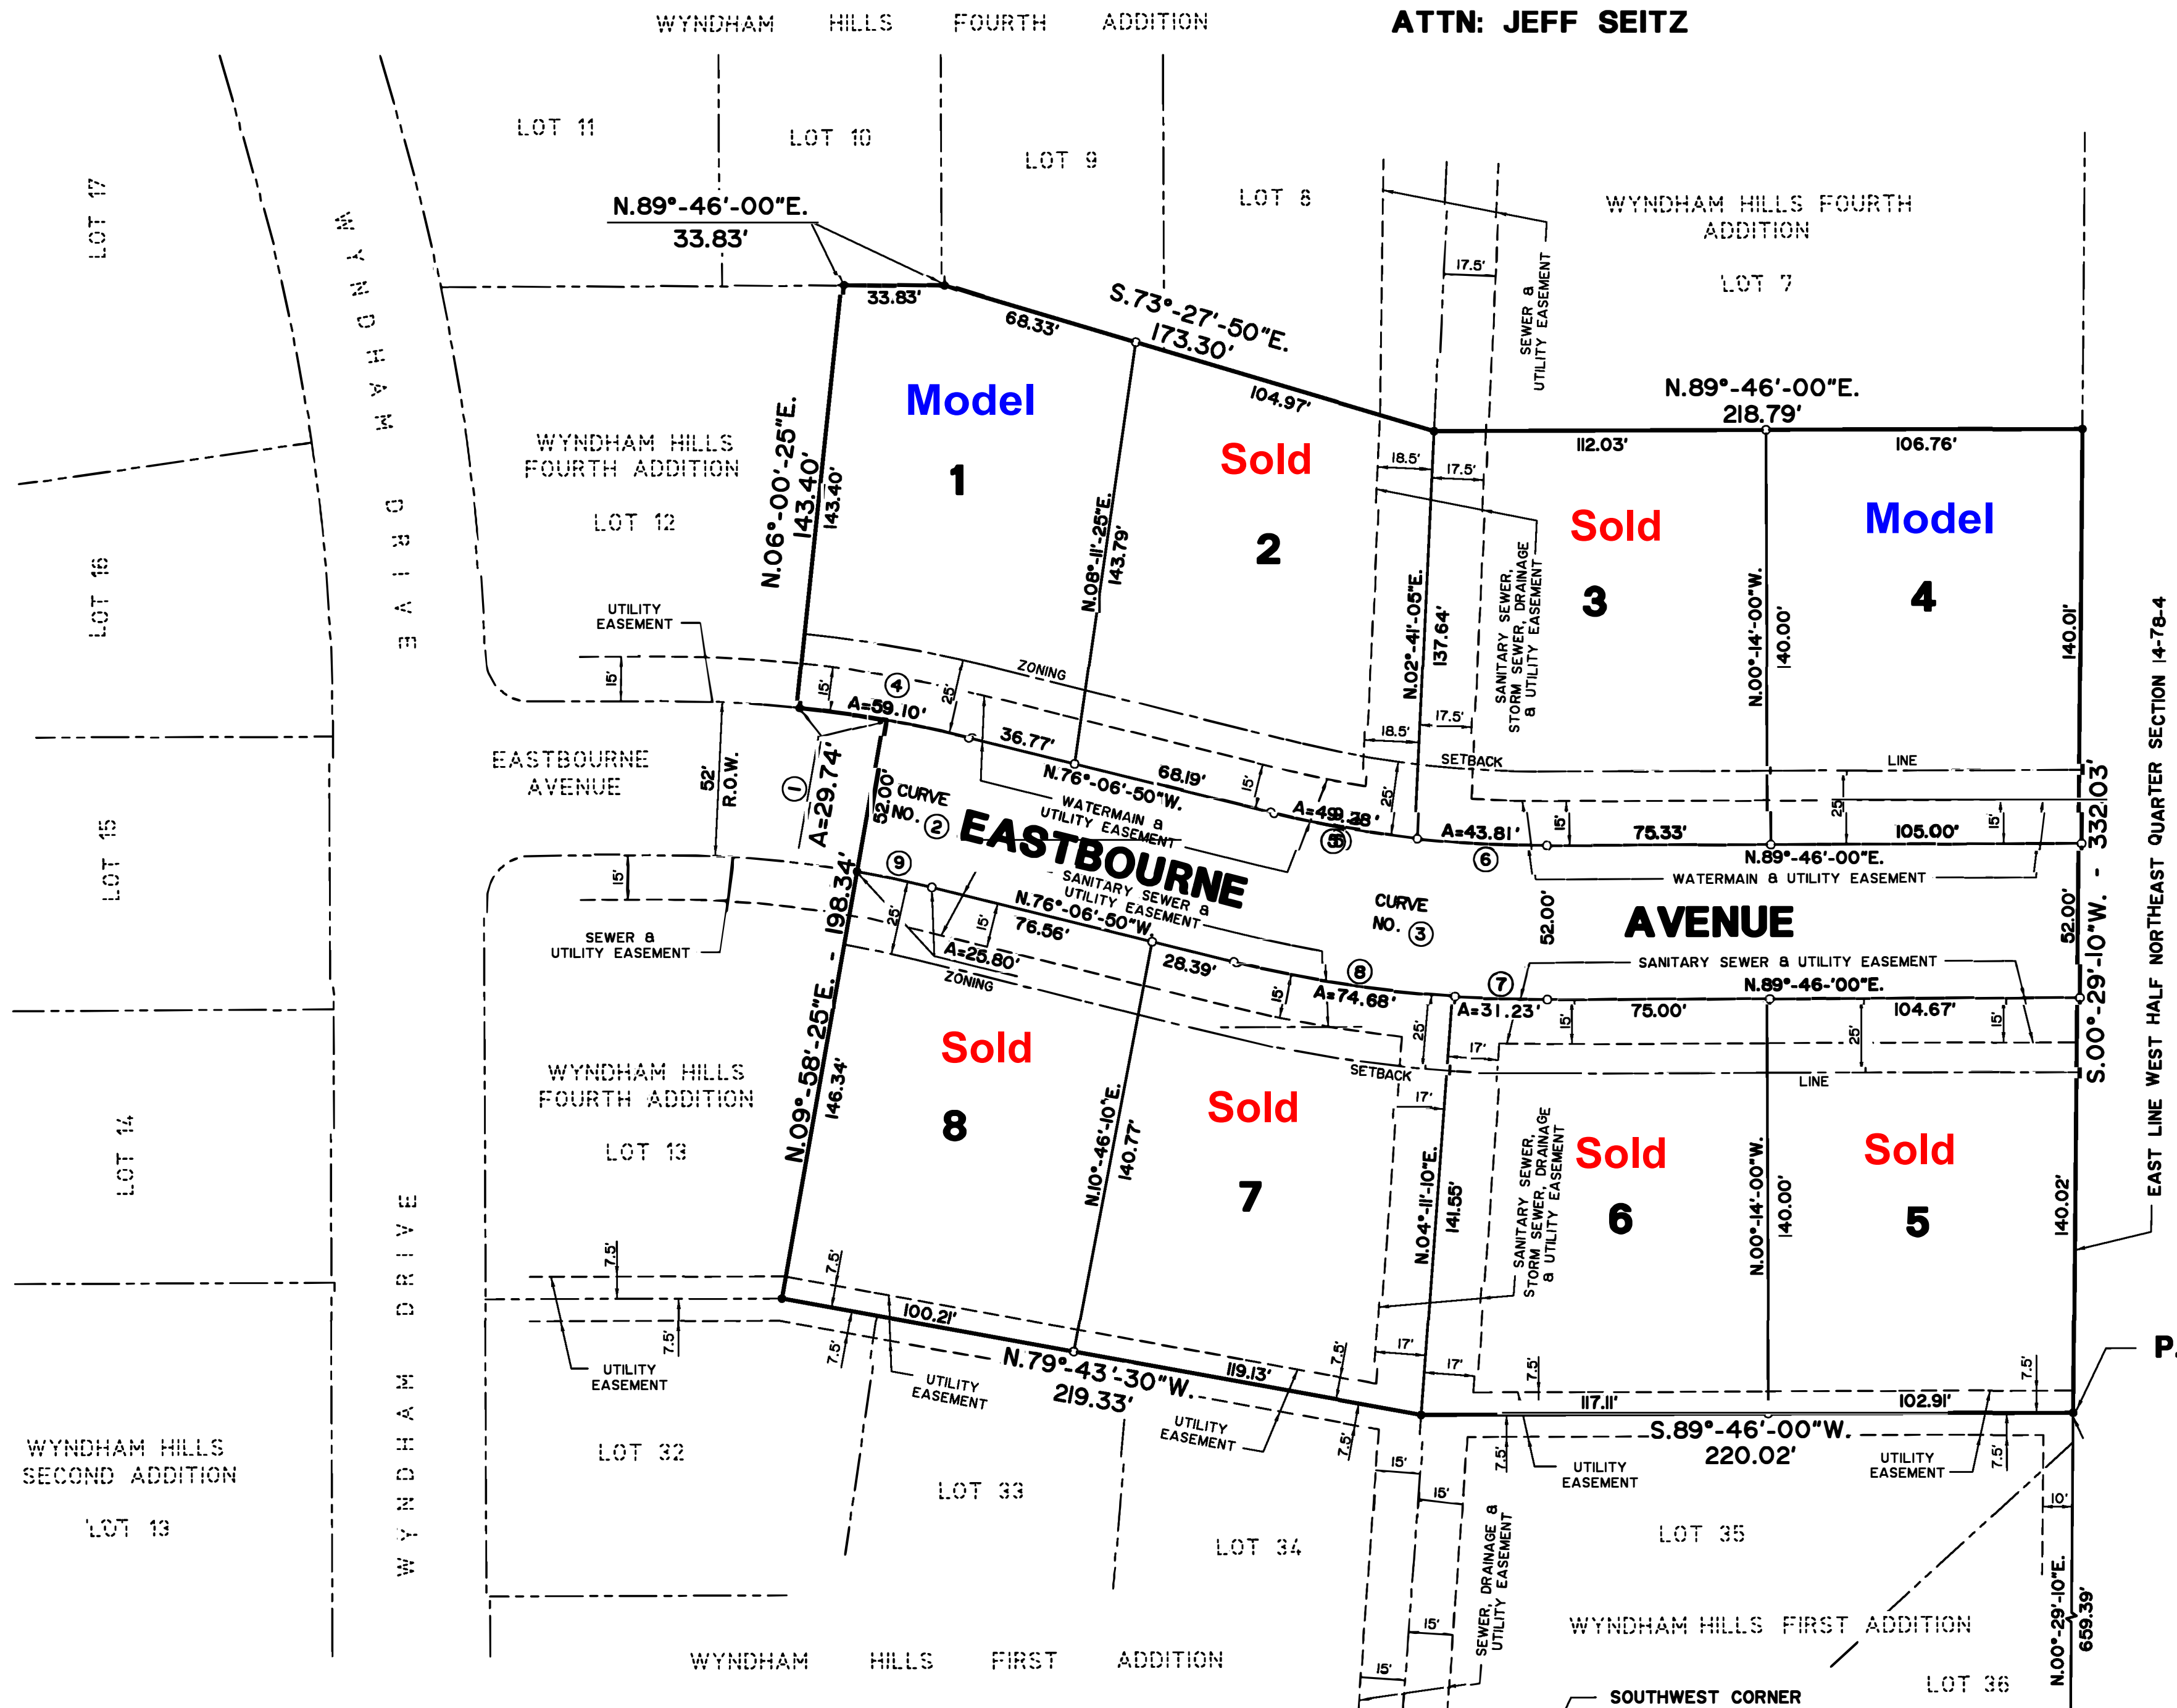 WYNDHAM HILLS FOURTH ADDITION
ATTN: JEFF SEITZ
LOT 11
LOT 10
LOT 9
LOT 8
WYNDHAM HILLS FOURTH
ADDITION
LOT 7
LOT 17
WYNDHAM DRIVE
N.89°-46'-00"E.
33.83'
33.83'
68.33'
S.73°-27'-50"E.
173.30'
104.97'
17.5'
SEWER &
UTILITY EASEMENT
N.89°-46'-00"E.
218.79'
112.03'
106.76'
Model
1
Sold
2
Sold
3
Model
4
WYNDHAM HILLS
FOURTH ADDITION
LOT 12
N.06°-00'-25"E.
143.40'
143.40'
N.08°-11'-25"E.
143.79'
18.5'
17.5'
N.02°-41'-05"E.
137.64'
SANITARY SEWER,
STORM SEWER, DRAINAGE
& UTILITY EASEMENT
N.00°-14'-00"W.
140.00'
140.01'
EAST LINE WEST HALF NORTHEAST QUARTER SECTION 14-78-4
LOT 16
UTILITY
EASEMENT
15'
15'
4
A=59.10'
25'
ZONING
36.77'
N.76°-06'-50"W.
68.19'
15'
18.5'
17.5'
25'
SETBACK
LINE
EASTBOURNE
AVENUE
52'
R.O.W.
1
A=29.74'
52.00'
CURVE
NO. 2
WATERMAIN &
UTILITY EASEMENT
A=43.81'
6
15'
75.33'
25'
105.00'
15'
N.89°-46'-00"E.
WATERMAIN & UTILITY EASEMENT
LOT 15
15'
9
EASTBOURNE
AVENUE
SANITARY SEWER &
UTILITY EASEMENT
CURVE
NO. 3
52.00'
52.00'
S.00°-29'-10"W. - 332.03'
SEWER &
UTILITY EASEMENT
N.76°-06'-50"W.
76.56'
25'
15'
A=25.80'
ZONING
28.39'
8
A=74.68'
15'
7
A=31.23'
25'
SANITARY SEWER & UTILITY EASEMENT
N.89°-46-'00"E.
75.00'
104.67'
15'
25'
15'
17'
SETBACK
LINE
LOT 14
WYNDHAM HILLS
FOURTH ADDITION
LOT 13
N.09°-58'-25"E. - 198.34'
146.34'
Sold
8
N.10°-46'-10"E.
140.77'
Sold
7
17'
N.04°-11'-10"E.
141.55'
SANITARY SEWER,
STORM SEWER, DRAINAGE
& UTILITY EASEMENT
Sold
6
N.00°-14'-00"W.
140.00'
Sold
5
140.02'
WYNDHAM DRIVE
7.5'
7.5'
UTILITY
EASEMENT
7.5'
7.5'
100.21'
UTILITY
EASEMENT
N.79°-43'-30"W.
219.33'
119.13'
7.5'
7.5'
UTILITY
EASEMENT
17'
17'
7.5'
117.11'
102.91'
7.5'
P.
S.89°-46'-00"W.
220.02'
7.5'
UTILITY
EASEMENT
UTILITY
EASEMENT
7.5'
10'
WYNDHAM HILLS
SECOND ADDITION
LOT 19
LOT 32
LOT 33
LOT 34
15'
15'
SEWER, DRAINAGE &
UTILITY EASEMENT
LOT 35
N.00°-29'-10"E.
659.39'
WYNDHAM HILLS FIRST ADDITION
WYNDHAM HILLS FIRST ADDITION
15'
15'
LOT 36
SOUTHWEST CORNER